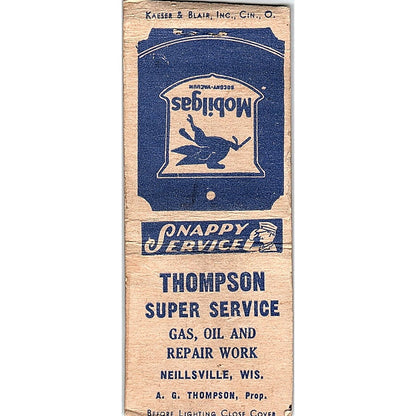 KAESER & BLAIR, INC., CIN., O.
Mobilgas
SOCONY-VACUUM
SNAPPY
SERVICE
THOMPSON
SUPER SERVICE
GAS, OIL AND
REPAIR WORK
NEILLSVILLE, WIS.
A. G. THOMPSON, Prop.
BEFORE LIGHTING CLOSE COVER